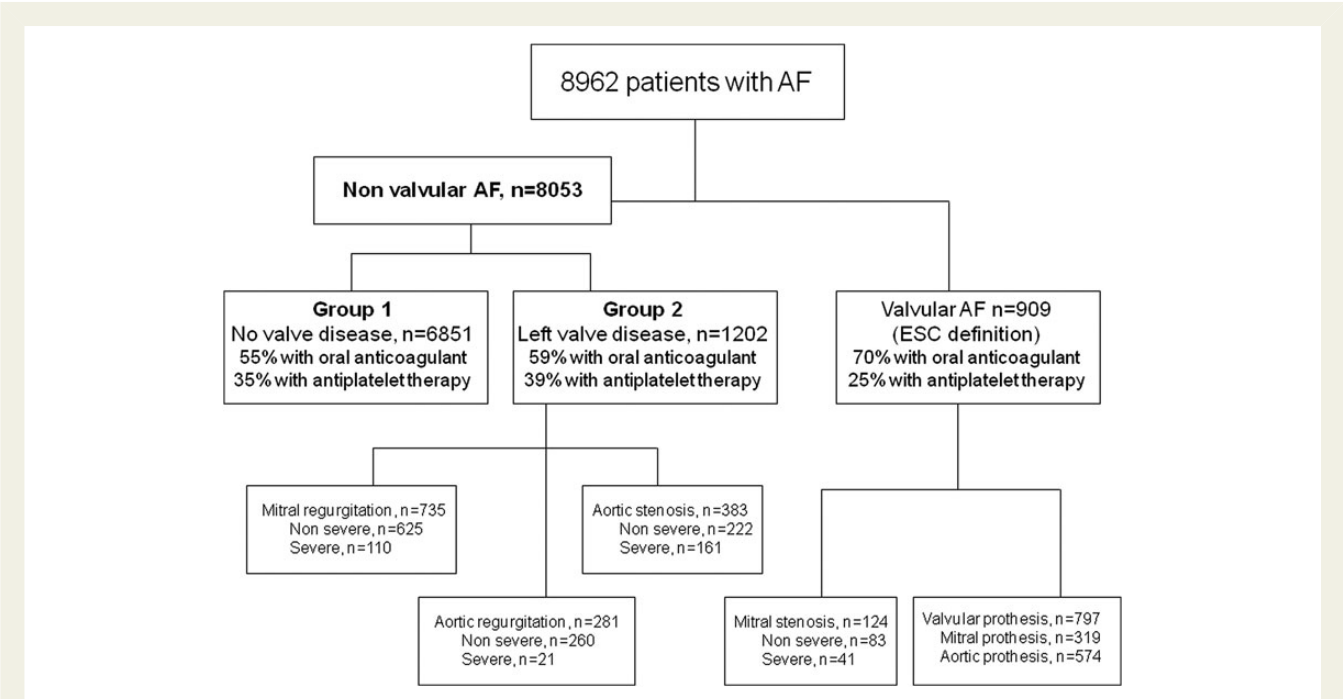 8962 patients with AF
Non valvular AF, n=8053
Group 1
No valve disease, n=6851
55% with oral anticoagulant
35% with antiplatelet therapy
Group 2
Left valve disease, n=1202
59% with oral anticoagulant
39% with antiplatelet therapy
Valvular AF n=909
(ESC definition)
70% with oral anticoagulant
25% with antiplatelet therapy
Mitral regurgitation, n=735
Non severe, n=625
Severe, n=110
Aortic stenosis, n=383
Non severe, n=222
Severe, n=161
Aortic regurgitation, n=281
Non severe, n=260
Severe, n=21
Mitral stenosis, n=124
Non severe, n=83
Severe, n=41
Valvular prothesis, n=797
Mitral prothesis, n=319
Aortic prothesis, n=574